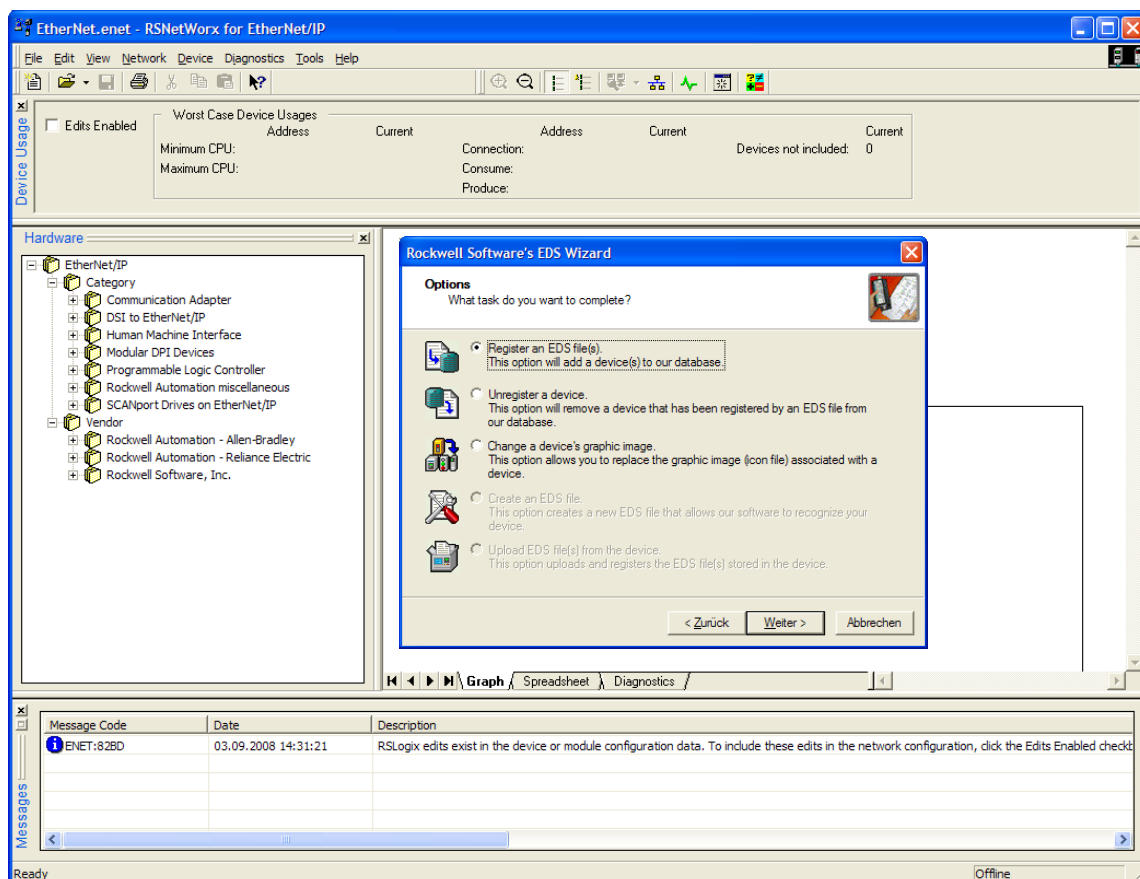 EtherNet.enet - RSNetWorx for EtherNet/IP
File Edit View Network Device Diagnostics Tools Help
Device Usage
Edits Enabled
Worst Case Device Usages
Address Current Address Current Current
Minimum CPU: Connection: Devices not included: 0
Maximum CPU: Consume:
Produce:
Hardware
EtherNet/IP
Category
Communication Adapter
DSI to EtherNet/IP
Human Machine Interface
Modular DPI Devices
Programmable Logic Controller
Rockwell Automation miscellaneous
SCANport Drives on EtherNet/IP
Vendor
Rockwell Automation - Allen-Bradley
Rockwell Automation - Reliance Electric
Rockwell Software, Inc.
Rockwell Software's EDS Wizard
Options
What task do you want to complete?
Register an EDS file(s).
This option will add a device(s) to our database.
Unregister a device.
This option will remove a device that has been registered by an EDS file from
our database.
Change a device's graphic image.
This option allows you to replace the graphic image (icon file) associated with a
device.
Create an EDS file.
This option creates a new EDS file that allows our software to recognize your
device.
Upload EDS file(s) from the device.
This option uploads and registers the EDS file(s) stored in the device.
< Zurück Weiter > Abbrechen
Graph Spreadsheet Diagnostics
Messages
Message Code Date Description
ENET:82BD 03.09.2008 14:31:21 RSLogix edits exist in the device or module configuration data. To include these edits in the network configuration, click the Edits Enabled checkb
Ready Offline